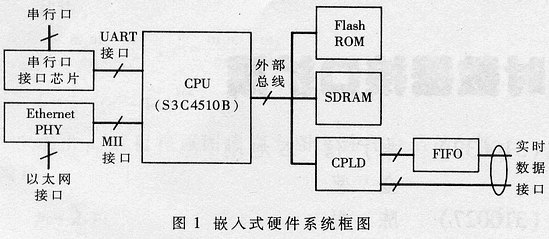 串行口
串行口
接口芯片
UART
接口
Ethernet
PHY
MII
接口
以太网
接口
CPU
(S3C4510B)
外部
总线
Flash
ROM
SDRAM
CPLD
FIFO
实时
数据
接口
图 1 嵌入式硬件系统框图